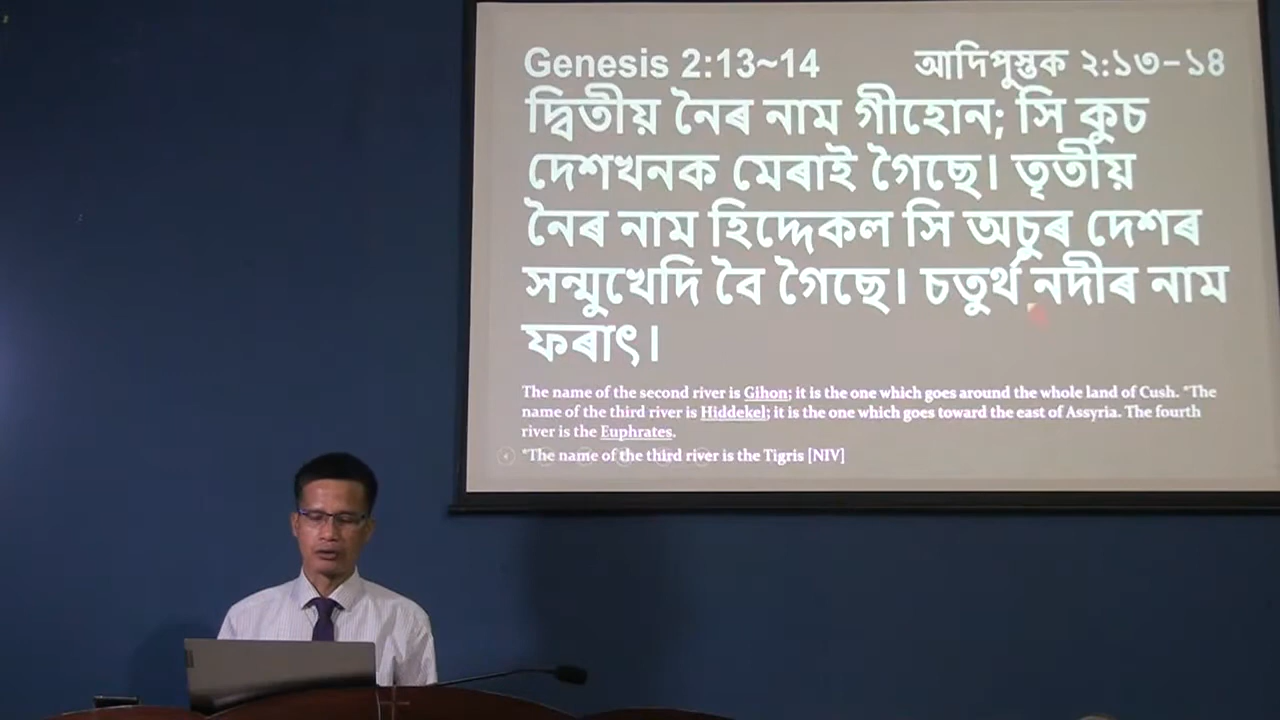 Genesis 2:13~14 আদিপুস্তক ২:১৩-১৪
দ্বিতীয় নৈৰ নাম গীহোন; সি কুচ
দেশখনক মেৰাই গৈছে। তৃতীয়
নৈৰ নাম হিদ্দেকল সি অচুৰ দেশৰ
সন্মুখেদি বৈ গৈছে। চতুৰ্থ নদীৰ নাম
ফৰাৎ।
The name of the second river is Gihon; it is the one which goes around the whole land of Cush. *The
name of the third river is Hiddekel; it is the one which goes toward the east of Assyria. The fourth
river is the Euphrates.
*The name of the third river is the Tigris [NIV]